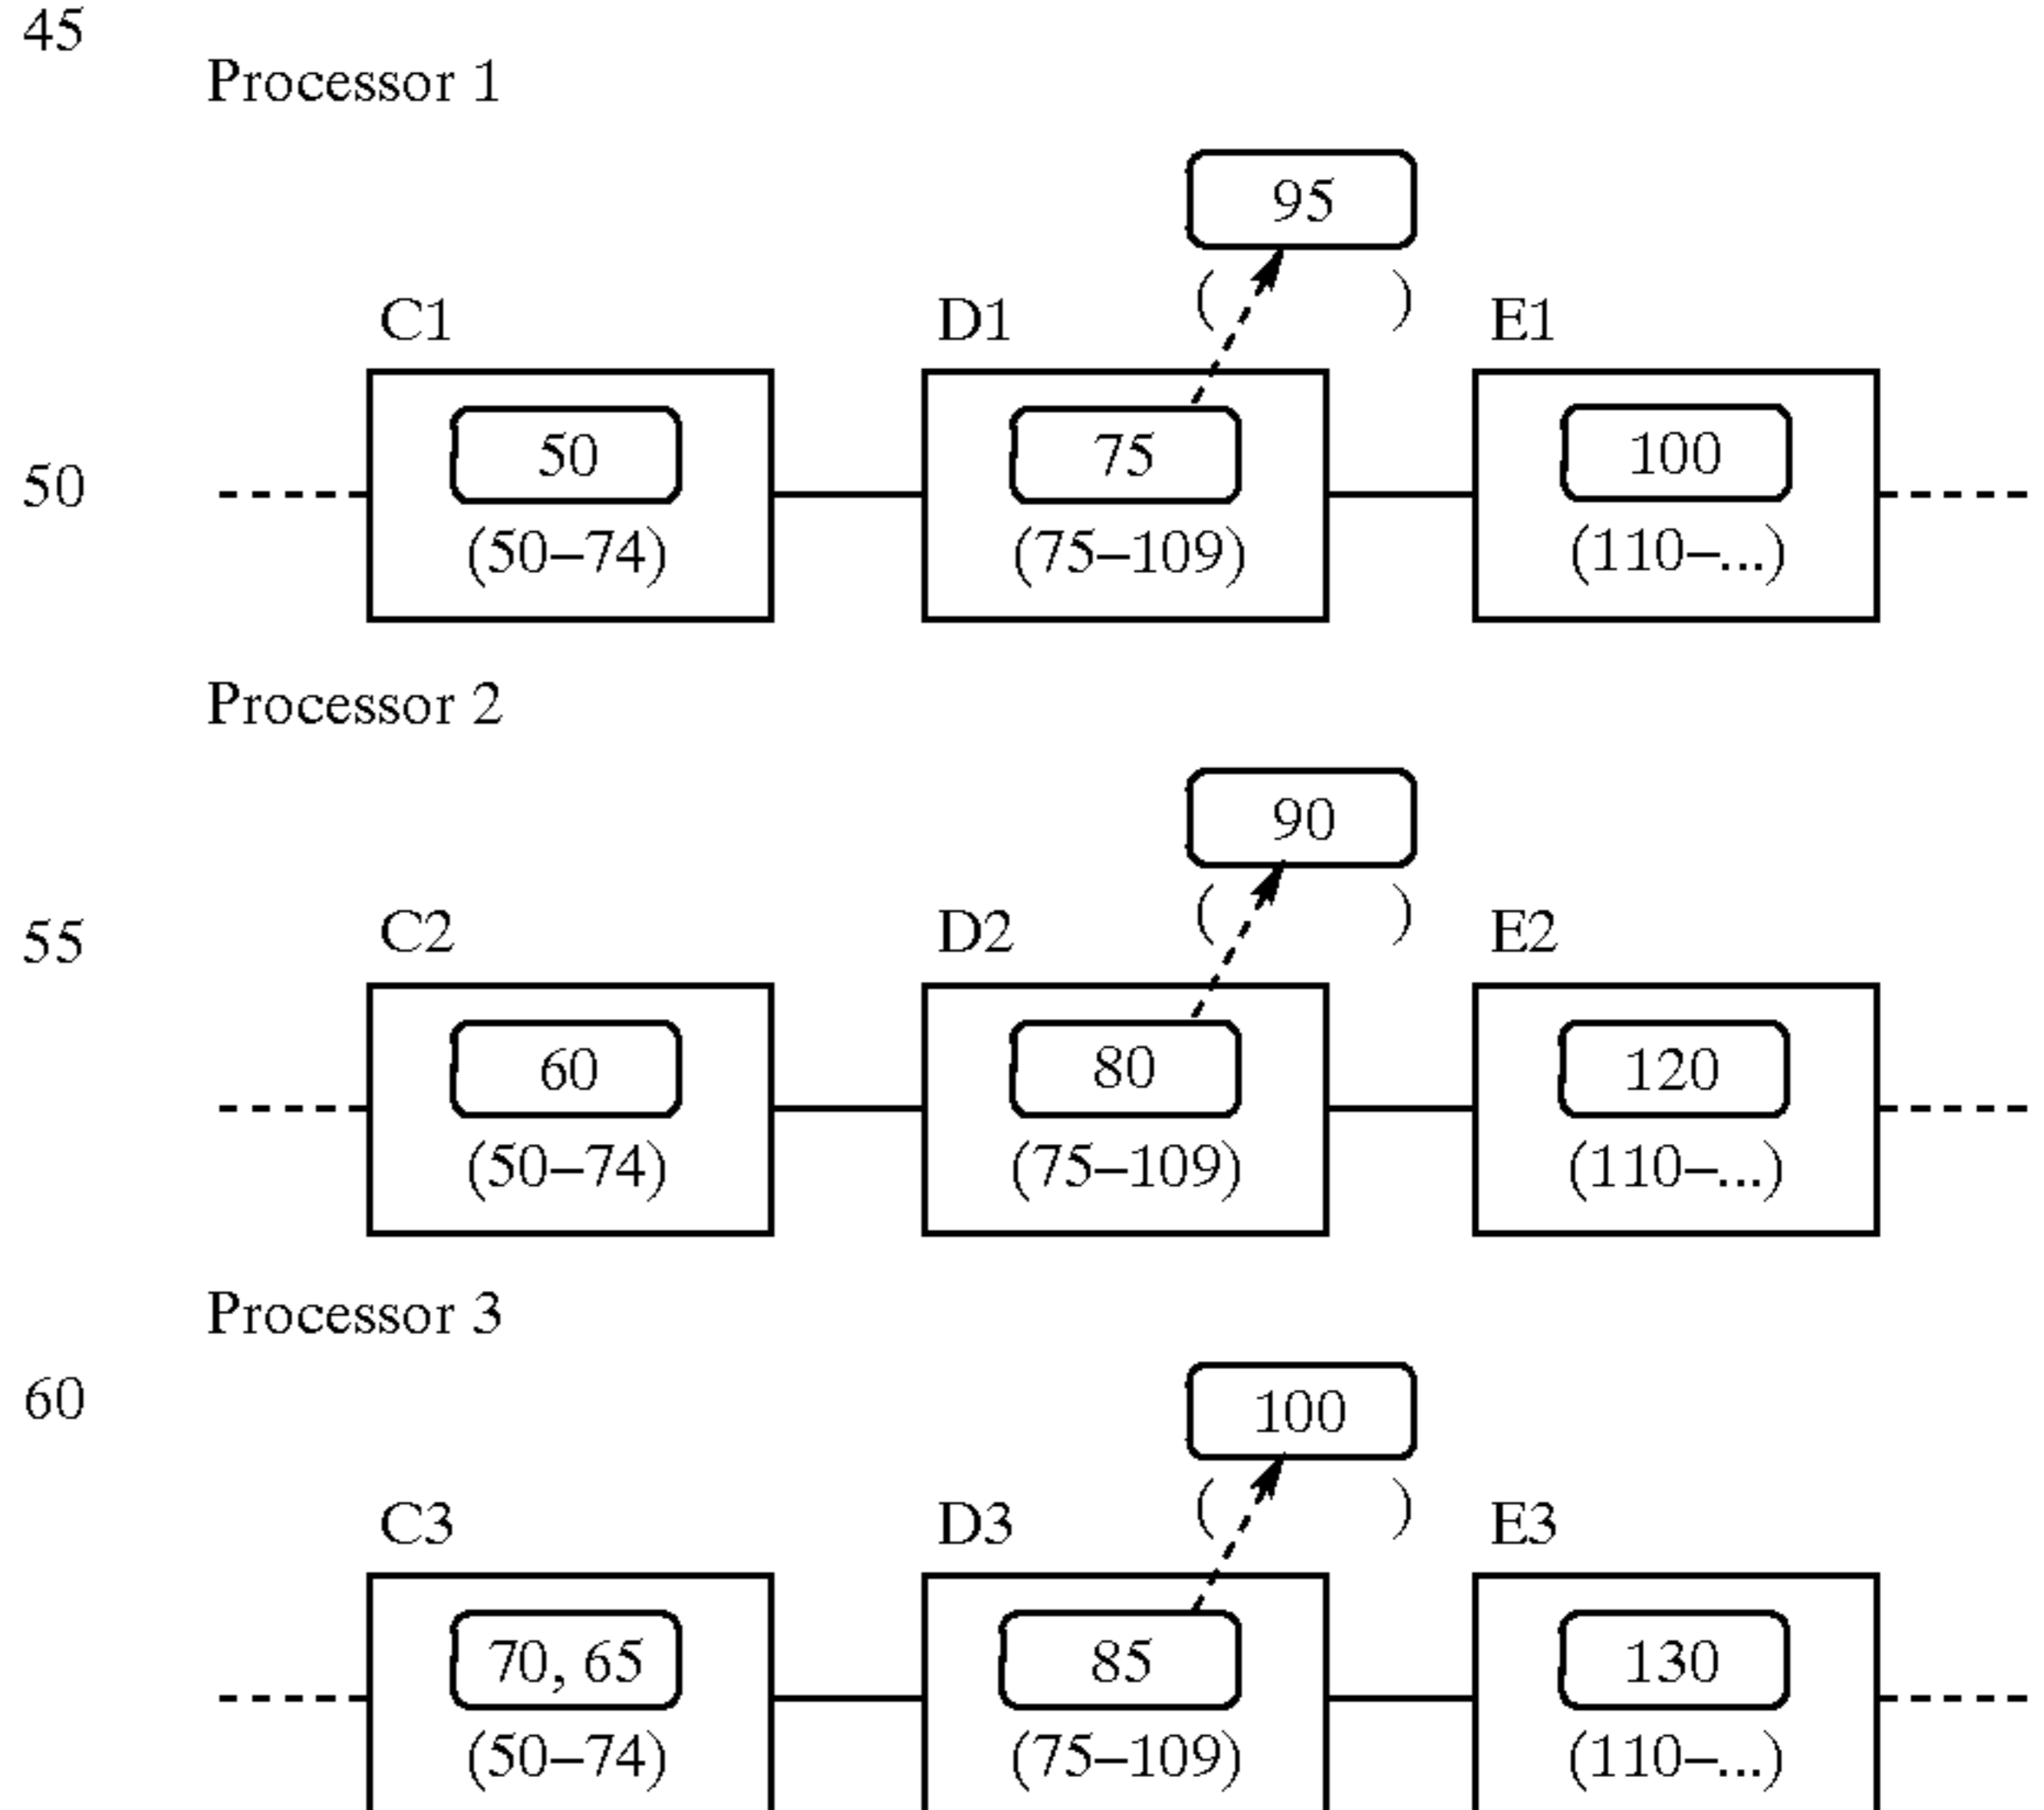 45
Processor 1
95
( )
C1 D1 E1
50 75 100
50
(50–74) (75–109) (110–...)
Processor 2
90
( )
55
C2 D2 E2
60 80 120
(50–74) (75–109) (110–...)
Processor 3
60
100
( )
C3 D3 E3
70, 65 85 130
(50–74) (75–109) (110–...)